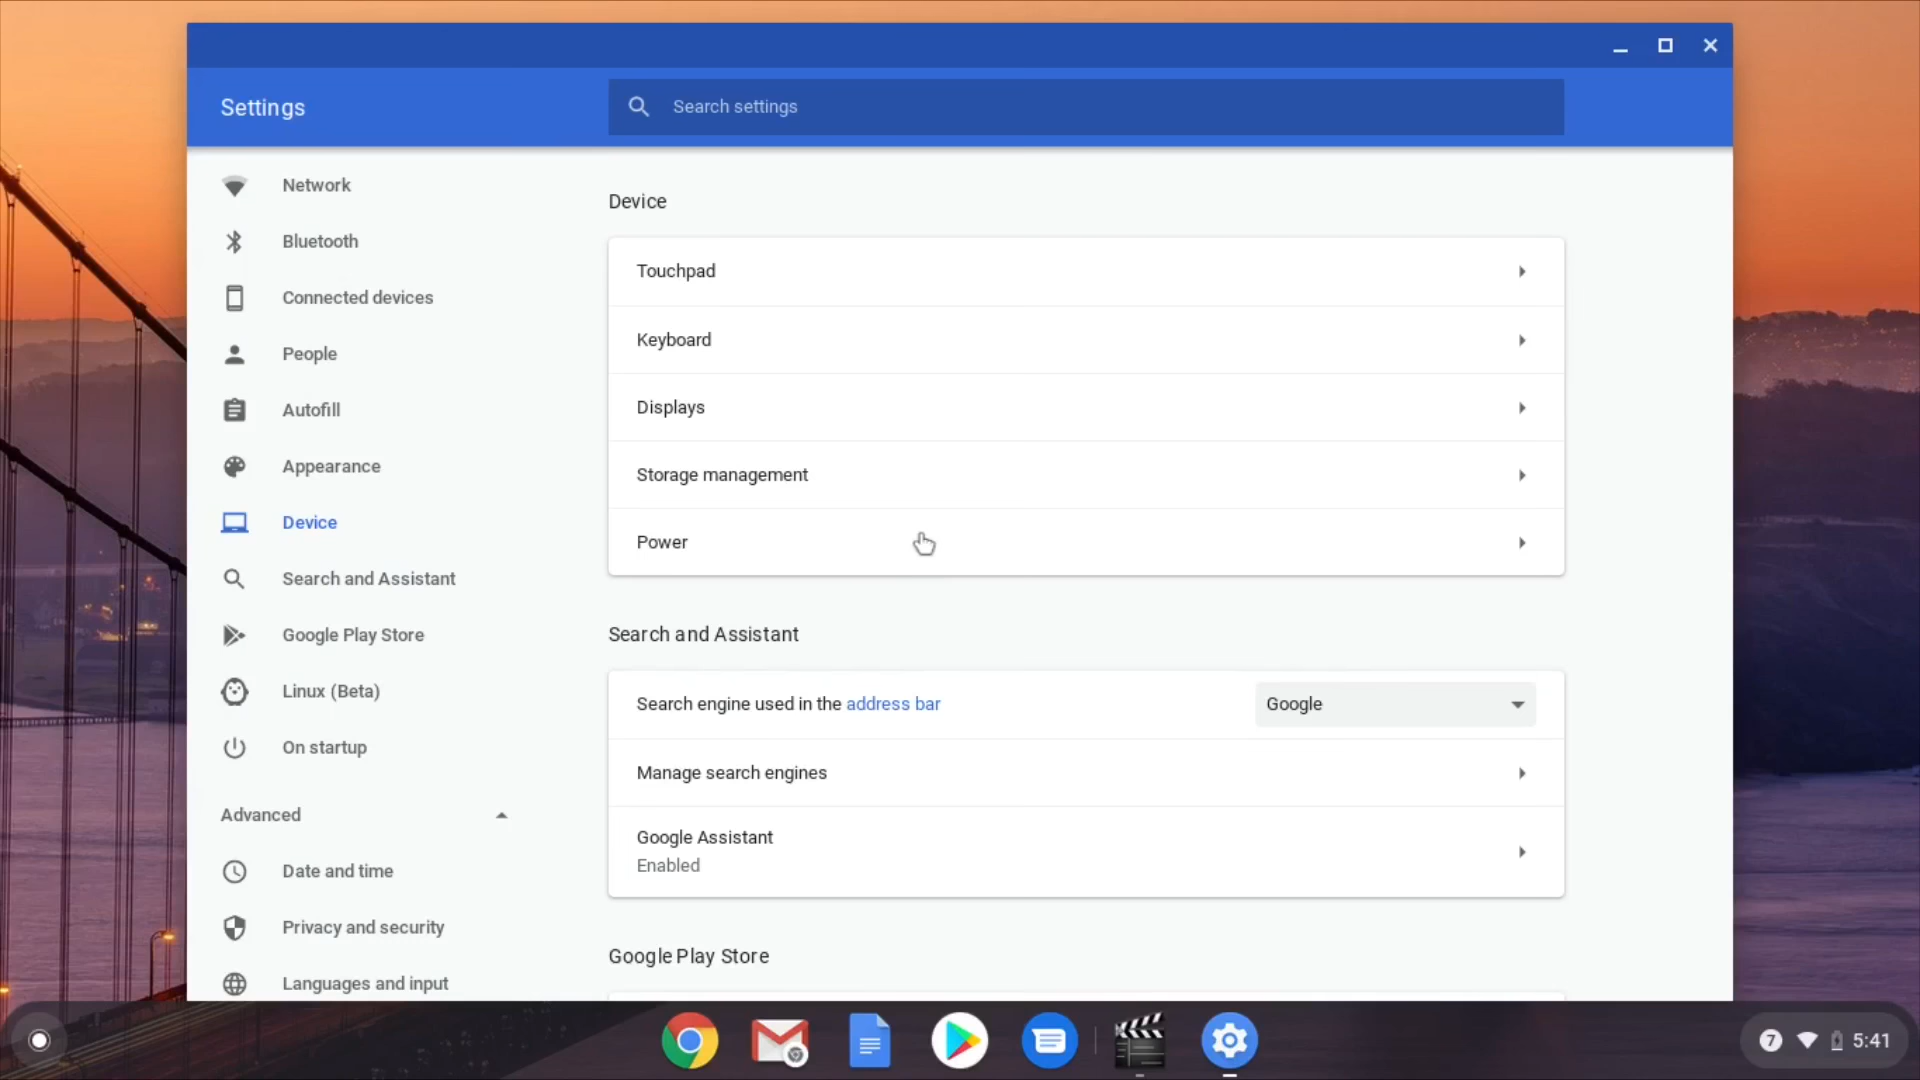 Settings
Search settings
Network
Bluetooth
Connected devices
People
Autofill
Appearance
Device
Search and Assistant
Google Play Store
Linux (Beta)
On startup
Advanced
Date and time
Privacy and security
Languages and input
Device
Touchpad
Keyboard
Displays
Storage management
Power
Search and Assistant
Search engine used in the address bar
Google
Manage search engines
Google Assistant
Enabled
Google Play Store
7
5:41